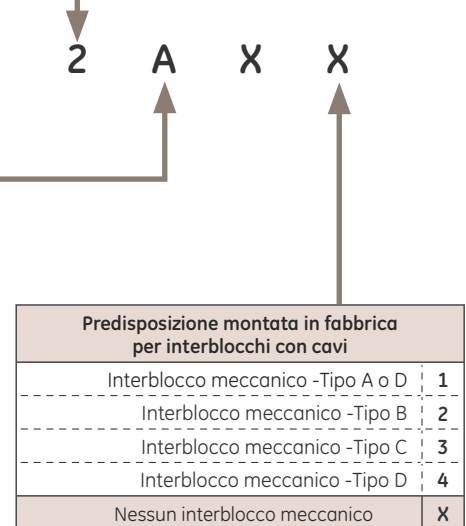 2 A X X
Predisposizione montata in fabbrica
per interblocchi con cavi
Interblocco meccanico -Tipo A o D 1
Interblocco meccanico -Tipo B 2
Interblocco meccanico -Tipo C 3
Interblocco meccanico -Tipo D 4
Nessun interblocco meccanico X